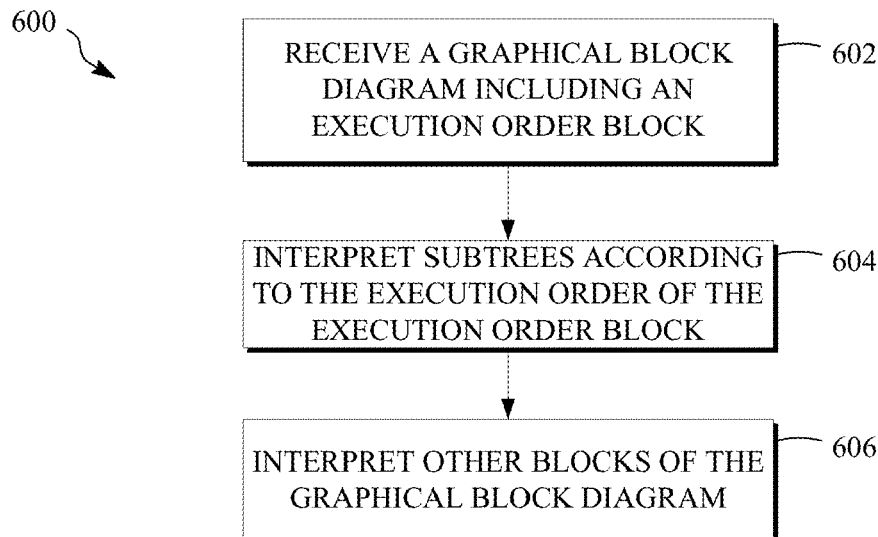 600
RECEIVE A GRAPHICAL BLOCK
DIAGRAM INCLUDING AN
EXECUTION ORDER BLOCK
602
INTERPRET SUBTREES ACCORDING
TO THE EXECUTION ORDER OF THE
EXECUTION ORDER BLOCK
604
INTERPRET OTHER BLOCKS OF THE
GRAPHICAL BLOCK DIAGRAM
606